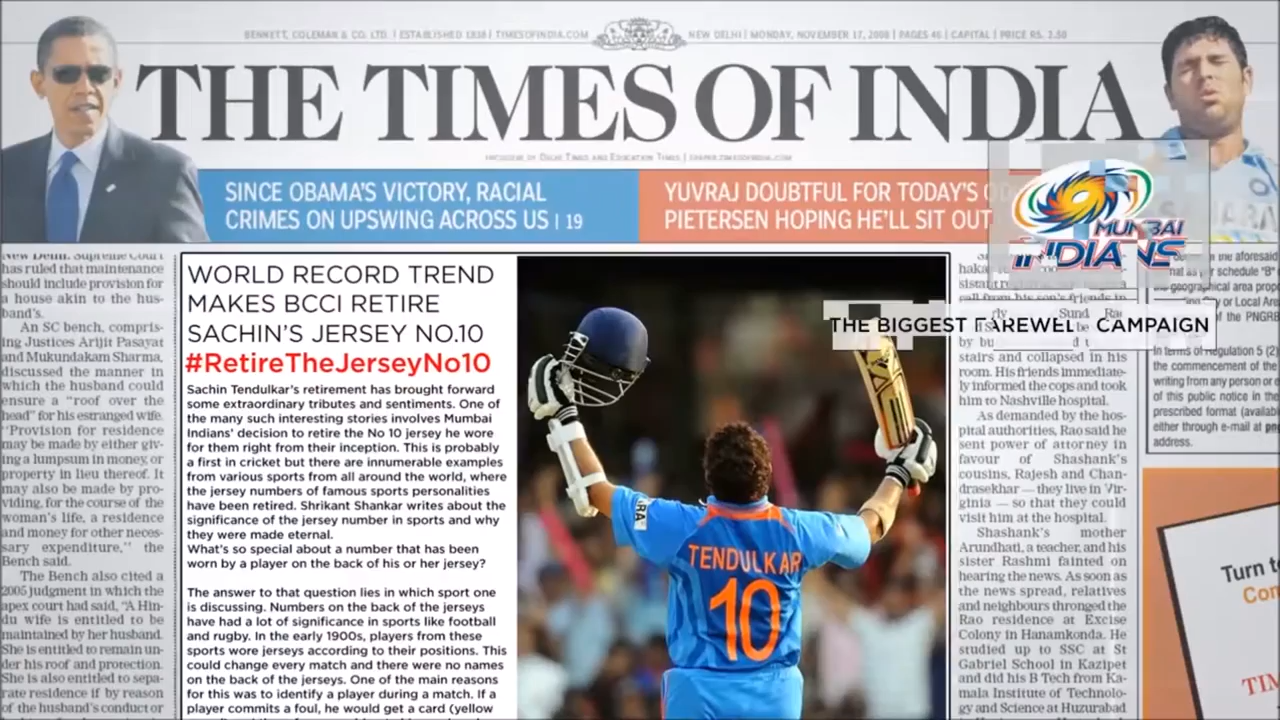 BENNETT, COLEMAN & CO. LTD. | ESTABLISHED 1838 | TIMESOFINDIA.COM
NEW DELHI | MONDAY, NOVEMBER 17, 2008 | PAGES 46 | CAPITAL | PRICE RS. 3.50
THE TIMES OF INDIA
SINCE OBAMA'S VICTORY, RACIAL
CRIMES ON UPSWING ACROSS US | 19
YUVRAJ DOUBTFUL FOR TODAY'S
PIETERSEN HOPING HE'LL SIT OUT
MUMBAI
INDIANS
THE BIGGEST FAREWELL CAMPAIGN
New Delhi: Supreme Court
has ruled that maintenance
should include provision for
a house akin to the hus-
band's.
An SC bench, compris-
ing Justices Arijit Pasayat
and Mukundakam Sharma,
discussed the manner in
which the husband could
ensure a "roof over the
head" for his estranged wife.
"Provision for residence
may be made by either giv-
ing a lumpsum in money, or
property in lieu thereof. It
may also be made by pro-
viding, for the course of the
woman's life, a residence
and money for other neces-
sary expenditure," the
Bench said.
The Bench also cited a
2005 judgment in which the
apex court had said, "A Hin-
du wife is entitled to be
maintained by her husband.
She is entitled to remain un-
der his roof and protection.
She is also entitled to sepa-
rate residence if by reason
of the husband's conduct or
WORLD RECORD TREND
MAKES BCCI RETIRE
SACHIN'S JERSEY NO.10
#RetireTheJerseyNo10
Sachin Tendulkar's retirement has brought forward
some extraordinary tributes and sentiments. One of
the many such interesting stories involves Mumbai
Indians' decision to retire the No 10 jersey he wore
for them right from their inception. This is probably
a first in cricket but there are innumerable examples
from various sports from all around the world, where
the jersey numbers of famous sports personalities
have been retired. Shrikant Shankar writes about the
significance of the jersey number in sports and why
they were made eternal.
What's so special about a number that has been
worn by a player on the back of his or her jersey?
The answer to that question lies in which sport one
is discussing. Numbers on the back of the jerseys
have had a lot of significance in sports like football
and rugby. In the early 1900s, players from these
sports wore jerseys according to their positions. This
could change every match and there were no names
on the back of the jerseys. One of the main reasons
for this was to identify a player during a match. If a
player commits a foul, he would get a card (yellow
TENDULKAR
10
stairs and collapsed in his
room. His friends immediate-
ly informed the cops and took
him to Nashville hospital.
As demanded by the hos-
pital authorities, Rao said he
sent power of attorney in
favour of Shashank's
cousins, Rajesh and Chan-
drasekhar — they live in Vir-
ginia — so that they could
visit him at the hospital.
Shashank's mother
Arundhati, a teacher, and his
sister Rashmi fainted on
hearing the news. As soon as
the news spread, relatives
and neighbours thronged the
Rao residence at Excise
Colony in Hanamkonda. He
studied up to SSC at St
Gabriel School in Kazipet
and did his B Tech from Ka-
mala Institute of Technolo-
gy and Science at Huzurabad
the aforesaid
schedule "B"
geographical area
or Local
of the PNGRB
In terms of Regulation 5 (2)
the commencement of the
writing from any person or
of this public notice in the
prescribed format
either through e-mail at
address.
Turn
TIM